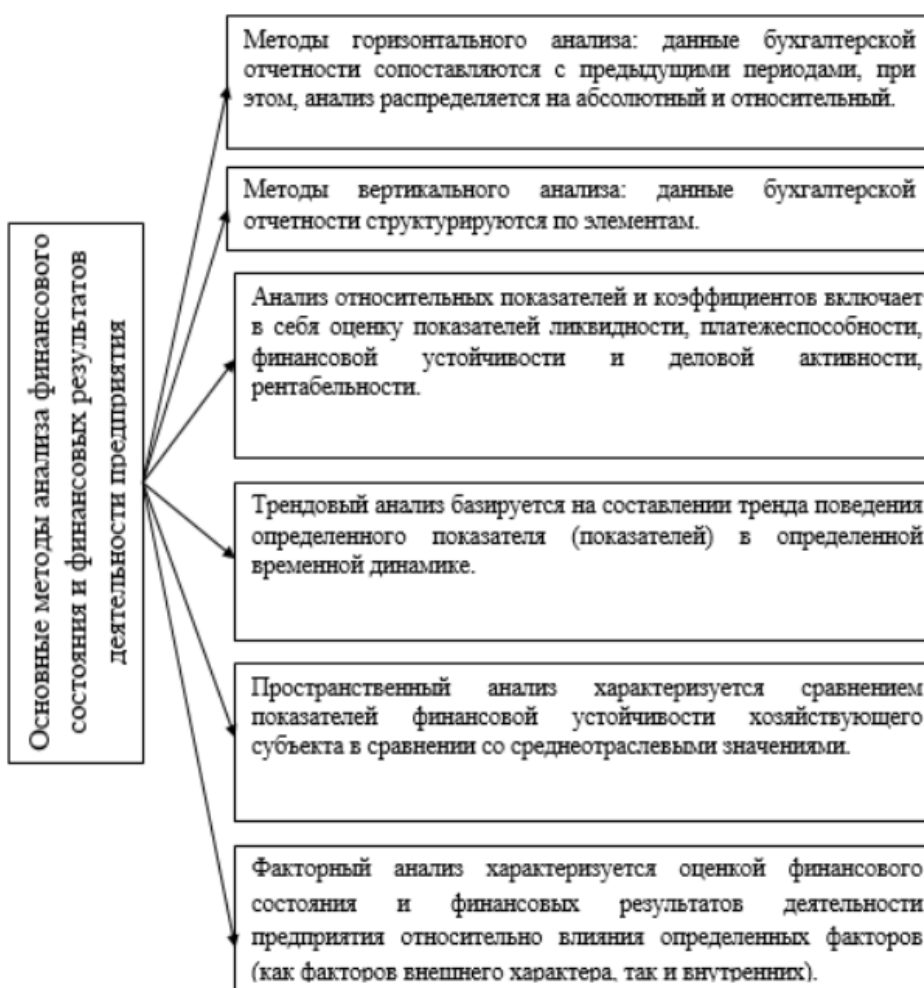 Основные методы анализа финансового
состояния и финансовых результатов
деятельности предприятия
Методы горизонтального анализа: данные бухгалтерской
отчетности сопоставляются с предыдущими периодами, при
этом, анализ распределяется на абсолютный и относительный.
Методы вертикального анализа: данные бухгалтерской
отчетности структурируются по элементам.
Анализ относительных показателей и коэффициентов включает
в себя оценку показателей ликвидности, платежеспособности,
финансовой устойчивости и деловой активности,
рентабельности.
Трендовый анализ базируется на составлении тренда поведения
определенного показателя (показателей) в определенной
временной динамике.
Пространственный анализ характеризуется сравнением
показателей финансовой устойчивости хозяйствующего
субъекта в сравнении со среднеотраслевыми значениями.
Факторный анализ характеризуется оценкой финансового
состояния и финансовых результатов деятельности
предприятия относительно влияния определенных факторов
(как факторов внешнего характера, так и внутренних).